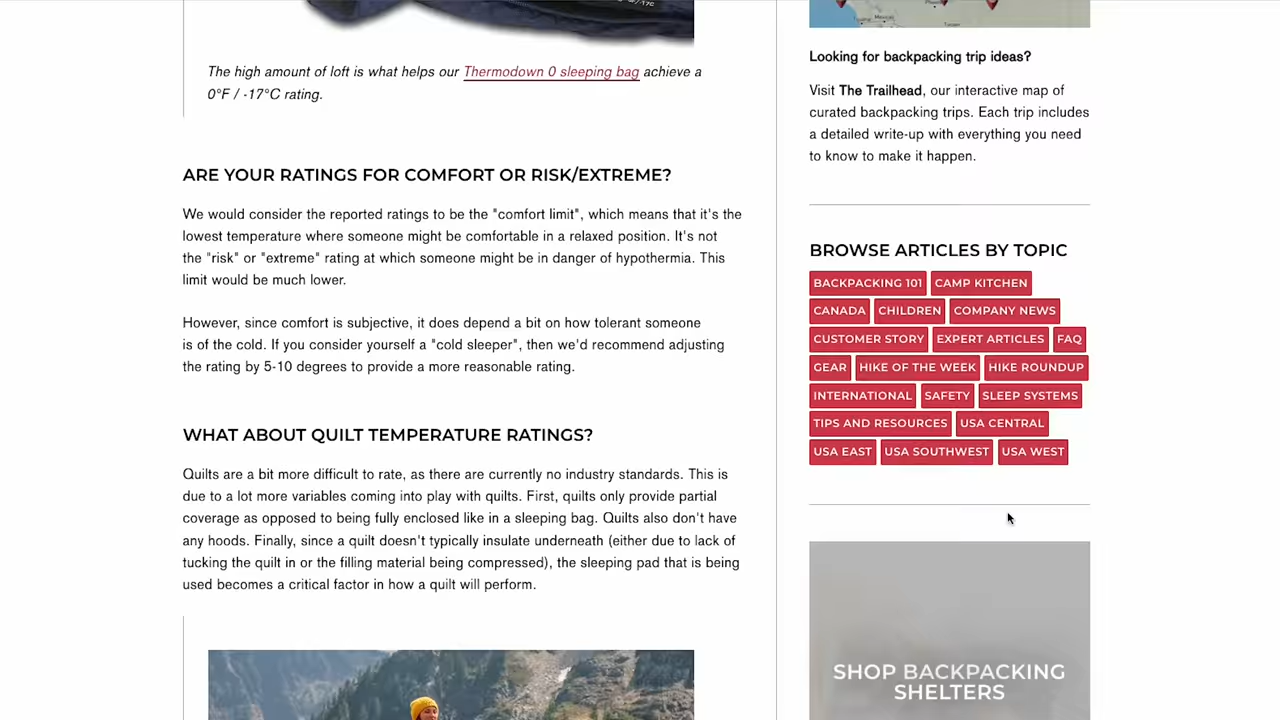 The high amount of loft is what helps our Thermodown 0 sleeping bag achieve a
0°F / -17°C rating.
ARE YOUR RATINGS FOR COMFORT OR RISK/EXTREME?
We would consider the reported ratings to be the "comfort limit", which means that it's the
lowest temperature where someone might be comfortable in a relaxed position. It's not
the "risk" or "extreme" rating at which someone might be in danger of hypothermia. This
limit would be much lower.
However, since comfort is subjective, it does depend a bit on how tolerant someone
is of the cold. If you consider yourself a "cold sleeper", then we'd recommend adjusting
the rating by 5-10 degrees to provide a more reasonable rating.
WHAT ABOUT QUILT TEMPERATURE RATINGS?
Quilts are a bit more difficult to rate, as there are currently no industry standards. This is
due to a lot more variables coming into play with quilts. First, quilts only provide partial
coverage as opposed to being fully enclosed like in a sleeping bag. Quilts also don't have
any hoods. Finally, since a quilt doesn't typically insulate underneath (either due to lack of
tucking the quilt in or the filling material being compressed), the sleeping pad that is being
used becomes a critical factor in how a quilt will perform.
Looking for backpacking trip ideas?
Visit The Trailhead, our interactive map of
curated backpacking trips. Each trip includes
a detailed write-up with everything you need
to know to make it happen.
BROWSE ARTICLES BY TOPIC
BACKPACKING 101 CAMP KITCHEN
CANADA CHILDREN COMPANY NEWS
CUSTOMER STORY EXPERT ARTICLES FAQ
GEAR HIKE OF THE WEEK HIKE ROUNDUP
INTERNATIONAL SAFETY SLEEP SYSTEMS
TIPS AND RESOURCES USA CENTRAL
USA EAST USA SOUTHWEST USA WEST
SHOP BACKPACKING
SHELTERS